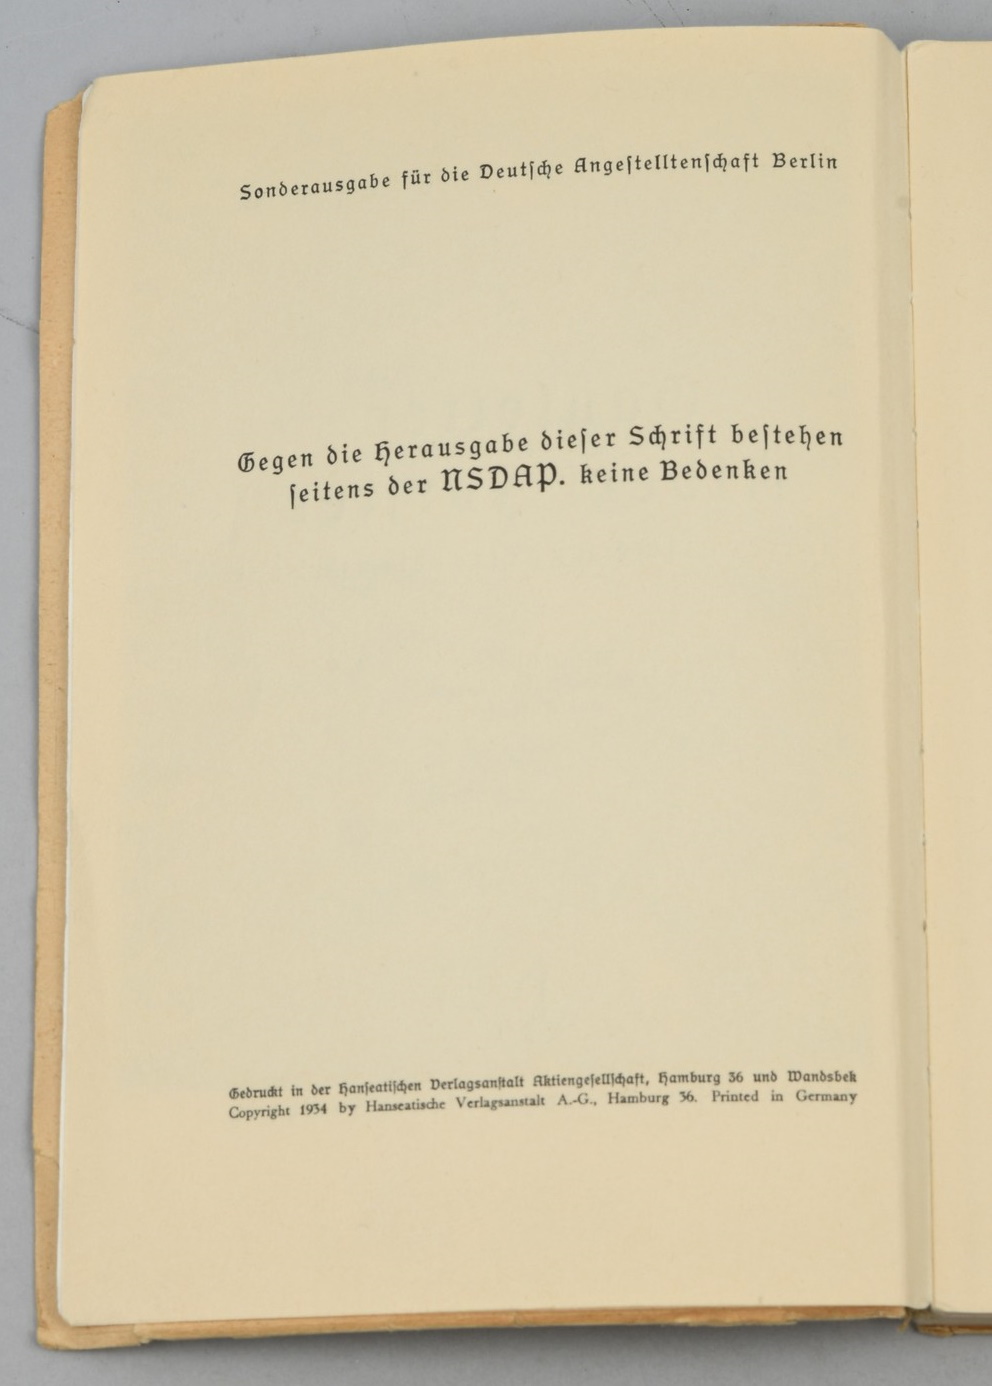 Sonderausgabe für die Deutſche Angeſtelltenſchaft Berlin
Gegen die Herausgabe dieſer Schrift beſtehen
ſeitens der NSDAP. keine Bedenken
Gedruckt in der Hanſeatiſchen Verlagsanſtalt Aktiengeſellſchaft, Hamburg 36 und Wandsbek
Copyright 1934 by Hanseatische Verlagsanstalt A.-G., Hamburg 36. Printed in Germany